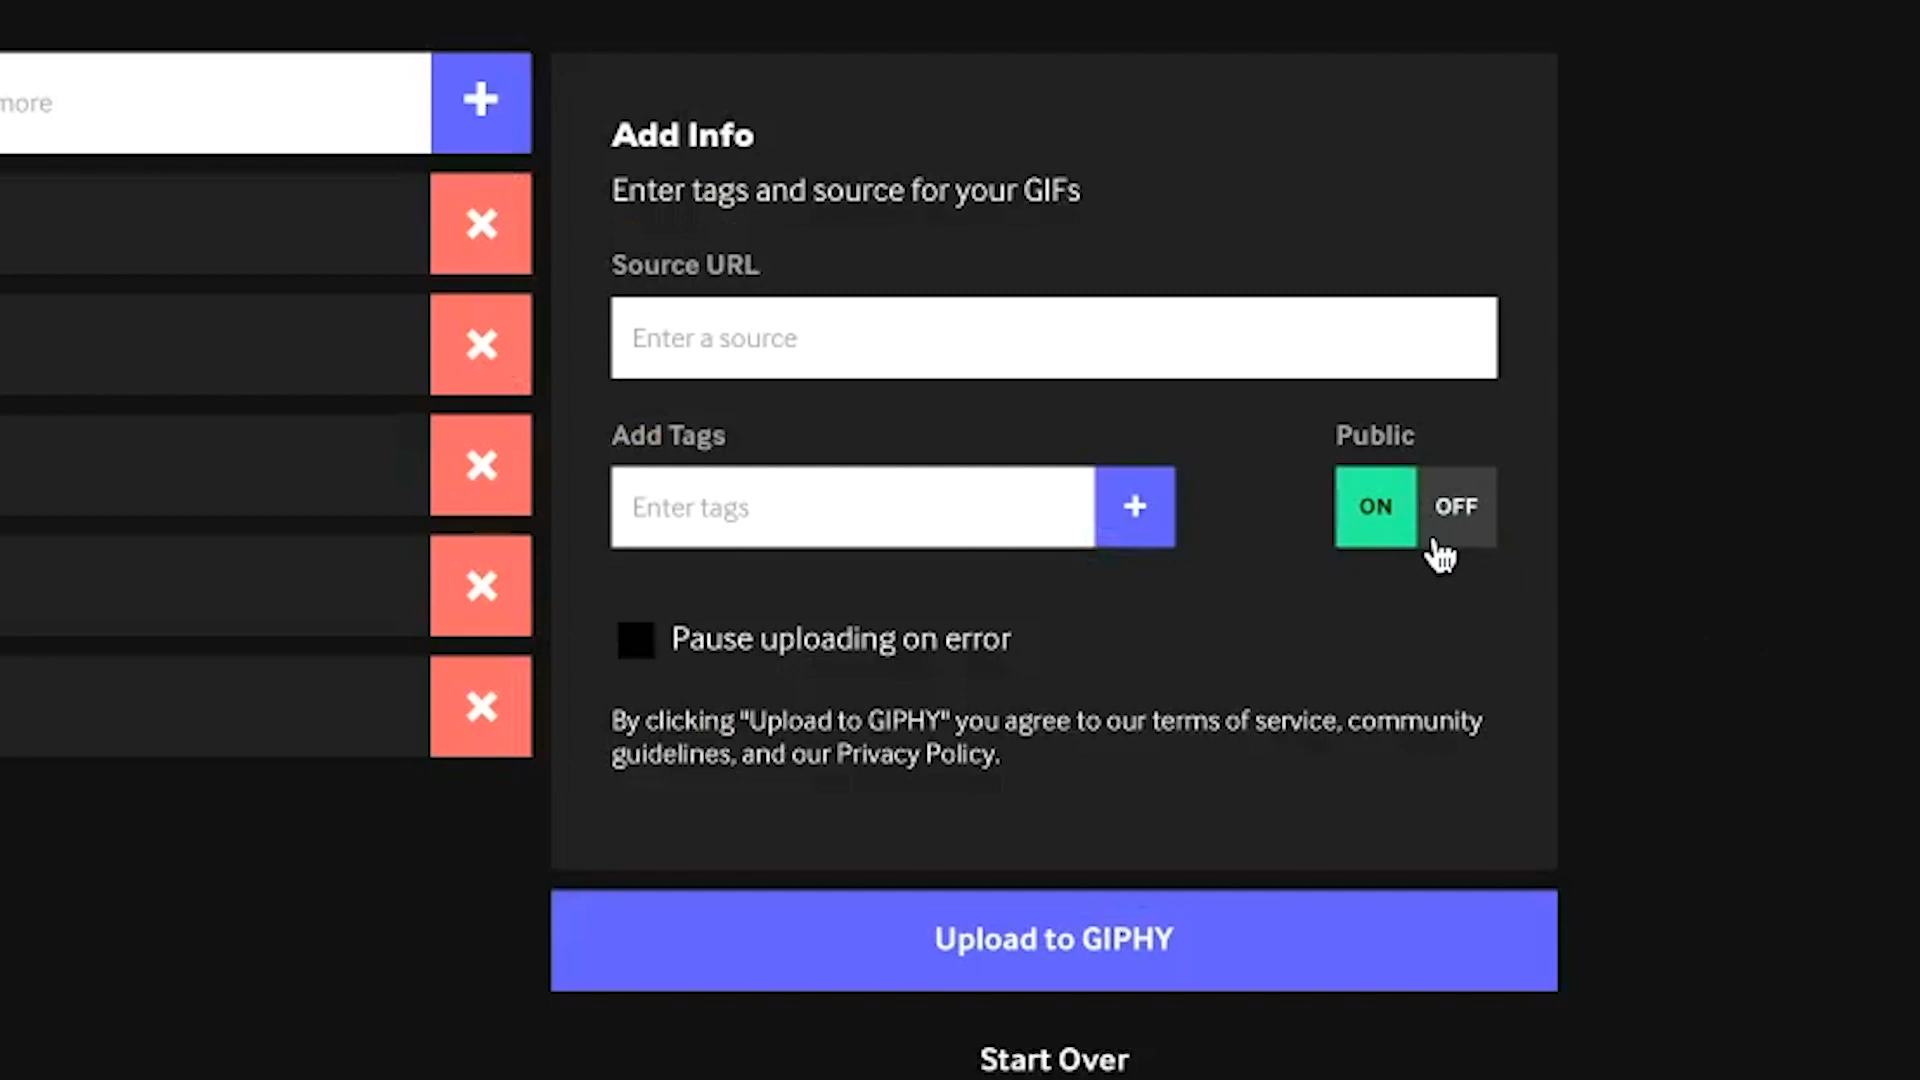 more
Add Info
Enter tags and source for your GIFs
Source URL
Enter a source
Add Tags
Public
Enter tags
ON
OFF
Pause uploading on error
By clicking "Upload to GIPHY" you agree to our terms of service, community
guidelines, and our Privacy Policy.
Upload to GIPHY
Start Over